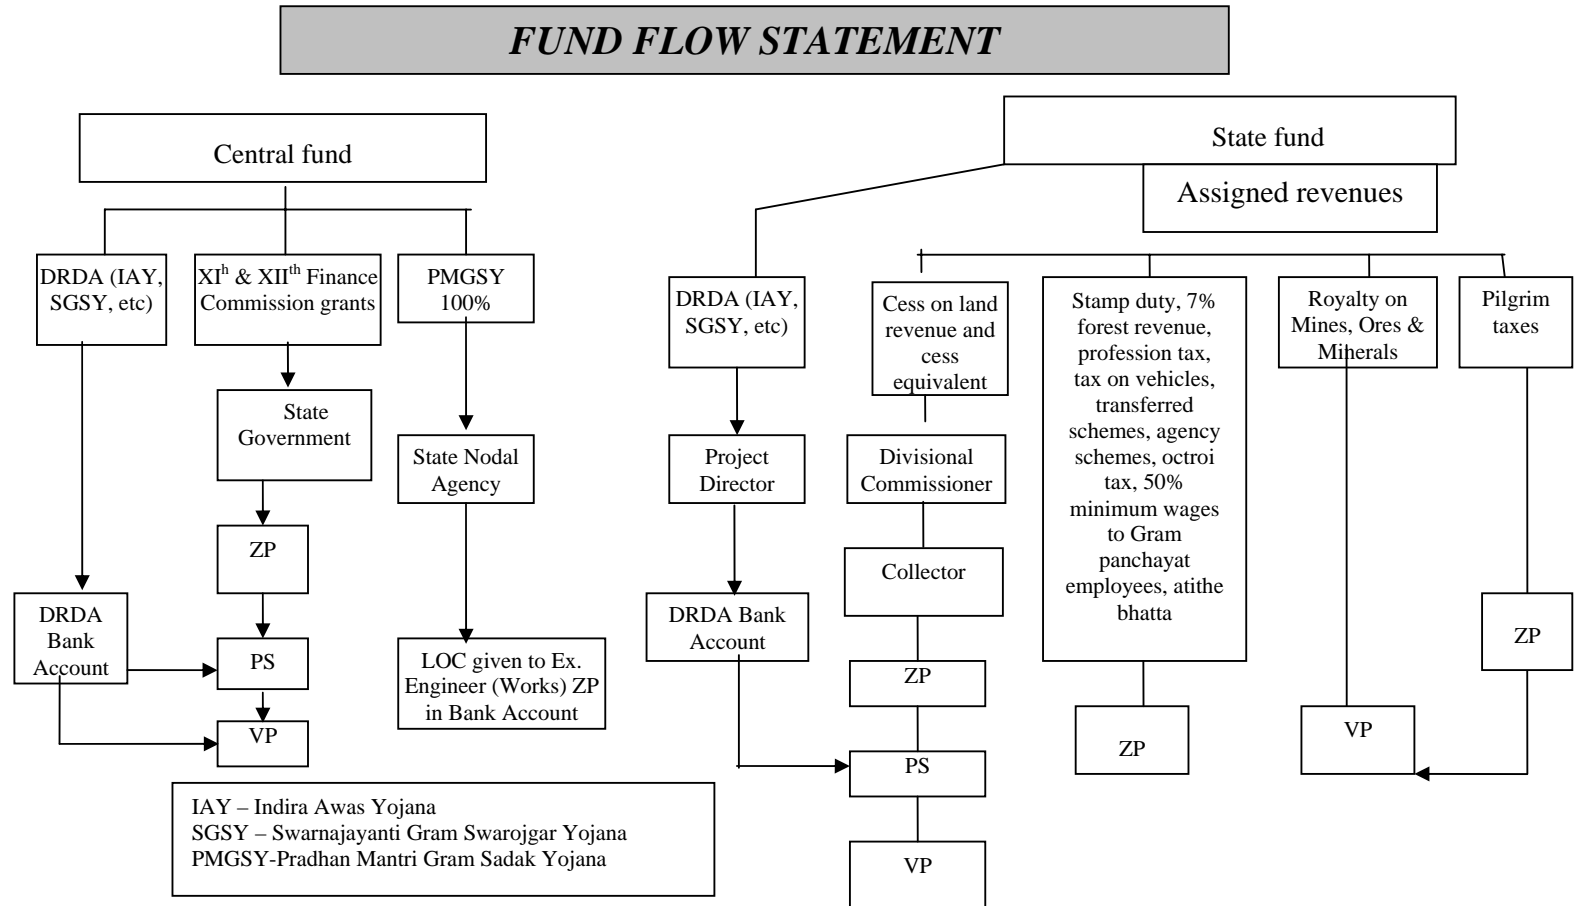 FUND FLOW STATEMENT
Central fund
State fund
Assigned revenues
DRDA (IAY,
SGSY, etc)
XIh & XIIth Finance
Commission grants
PMGSY
100%
DRDA (IAY,
SGSY, etc)
Cess on land
revenue and
cess
equivalent
Stamp duty, 7%
forest revenue,
profession tax,
tax on vehicles,
transferred
schemes, agency
schemes, octroi
tax, 50%
minimum wages
to Gram
panchayat
employees, atithe
bhatta
Royalty on
Mines, Ores &
Minerals
Pilgrim
taxes
State
Government
State Nodal
Agency
Project
Director
Divisional
Commissioner
ZP
Collector
DRDA
Bank
Account
PS
VP
LOC given to Ex.
Engineer (Works) ZP
in Bank Account
DRDA Bank
Account
ZP
PS
VP
ZP
VP
ZP
IAY – Indira Awas Yojana
SGSY – Swarnajayanti Gram Swarojgar Yojana
PMGSY-Pradhan Mantri Gram Sadak Yojana